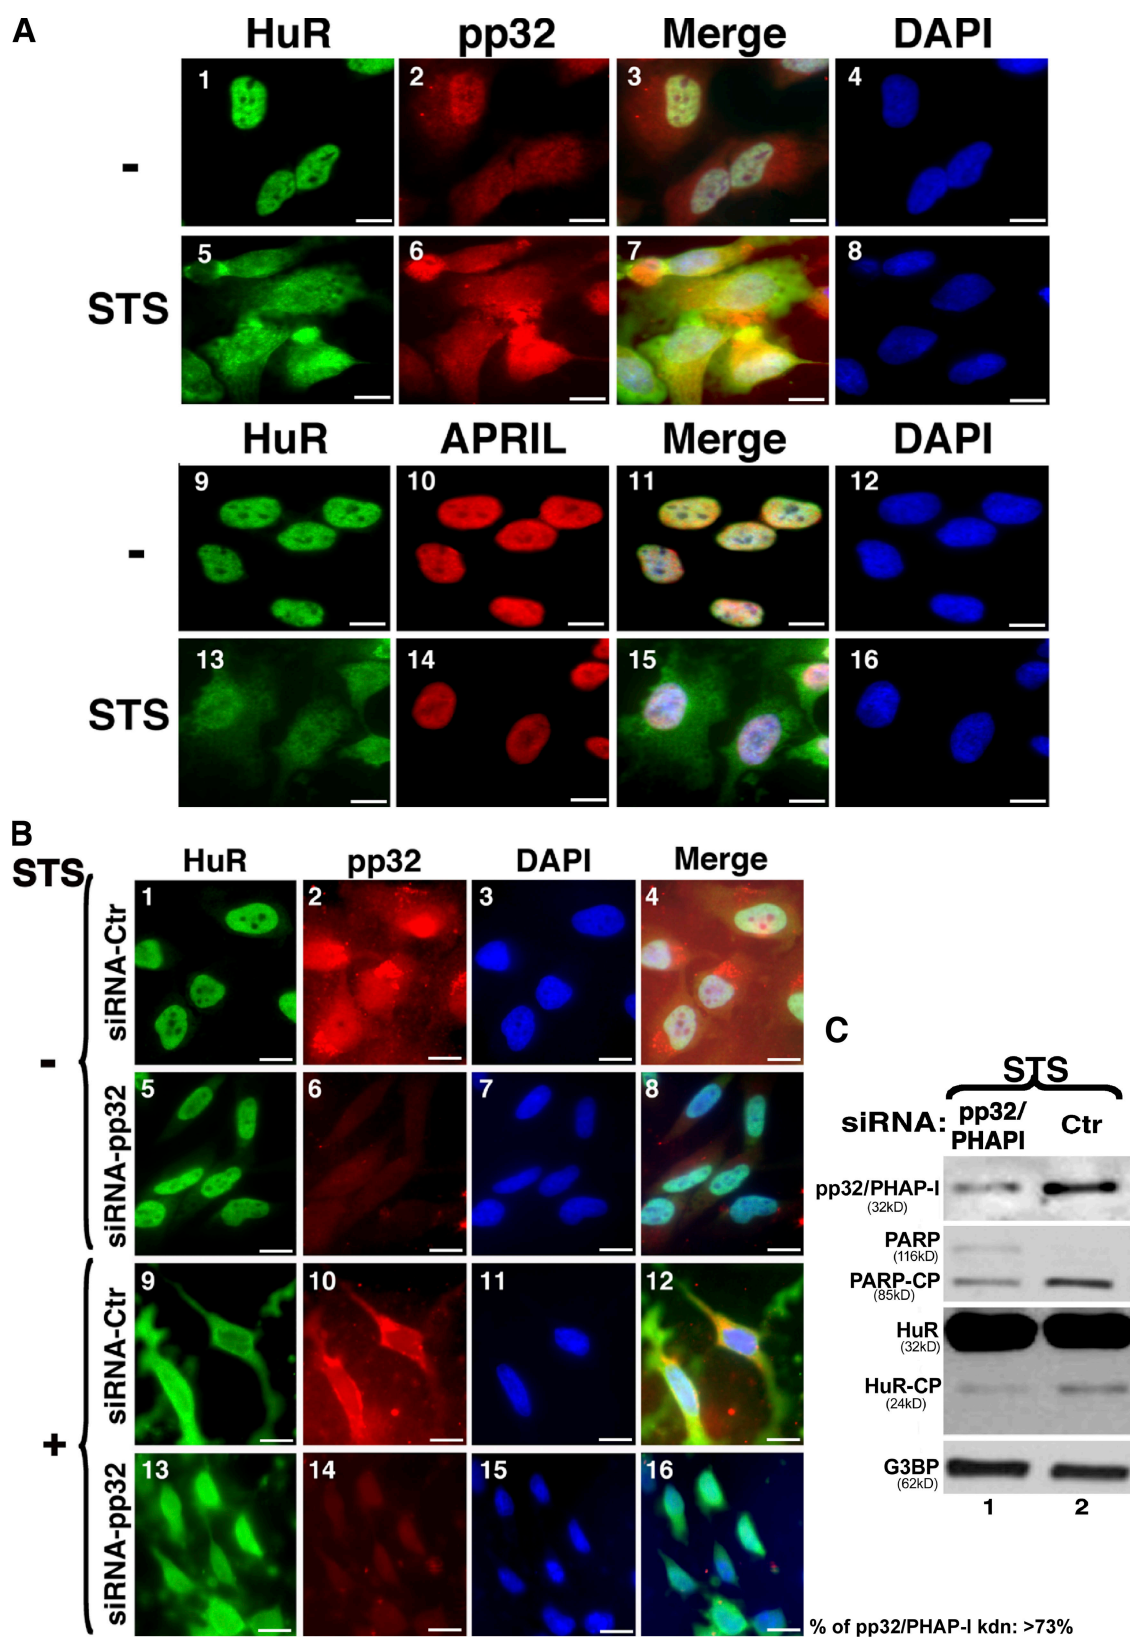 A
HuR pp32 Merge DAPI
- 1 2 3 4
STS 5 6 7 8
HuR APRIL Merge DAPI
- 9 10 11 12
STS 13 14 15 16
B
STS HuR pp32 DAPI Merge
- siRNA-Ctr 1 2 3 4
siRNA-pp32 5 6 7 8
+ siRNA-Ctr 9 10 11 12
siRNA-pp32 13 14 15 16
C
STS
siRNA: pp32/PHAPI Ctr
pp32/PHAP-I
(32kD)
PARP
(116kD)
PARP-CP
(85kD)
HuR
(32kD)
HuR-CP
(24kD)
G3BP
(62kD)
1 2
% of pp32/PHAP-I kdn: >73%